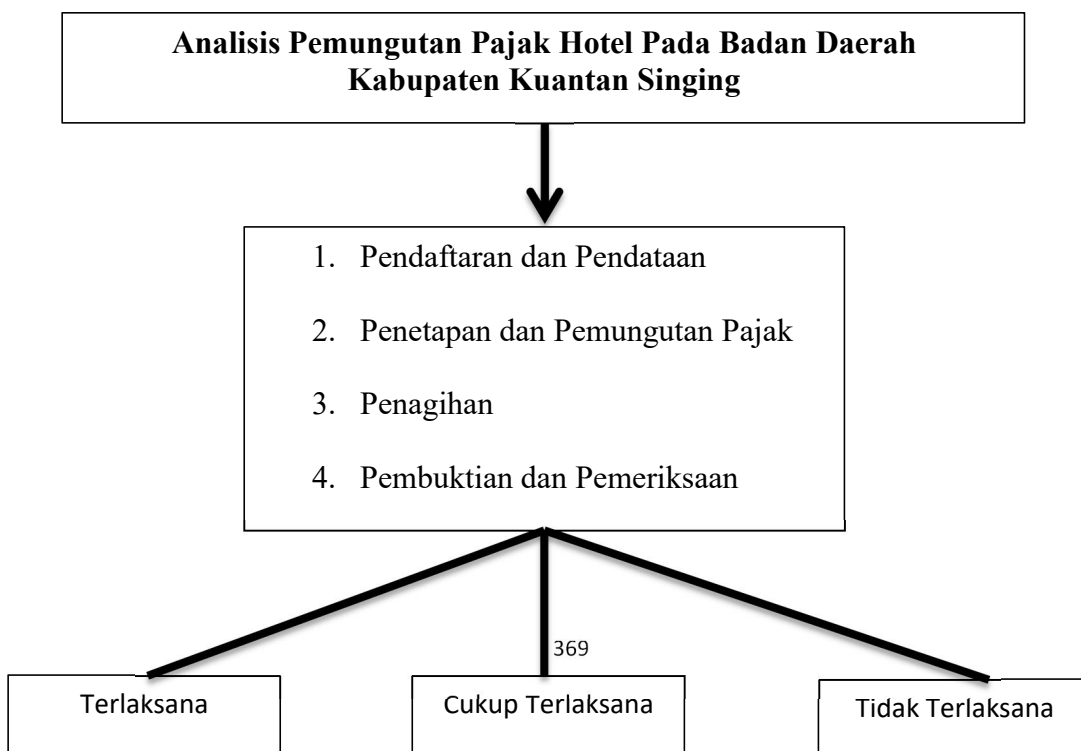 Analisis Pemungutan Pajak Hotel Pada Badan Daerah
Kabupaten Kuantan Singing
1. Pendaftaran dan Pendataan
2. Penetapan dan Pemungutan Pajak
3. Penagihan
4. Pembuktian dan Pemeriksaan
369
Terlaksana
Cukup Terlaksana
Tidak Terlaksana